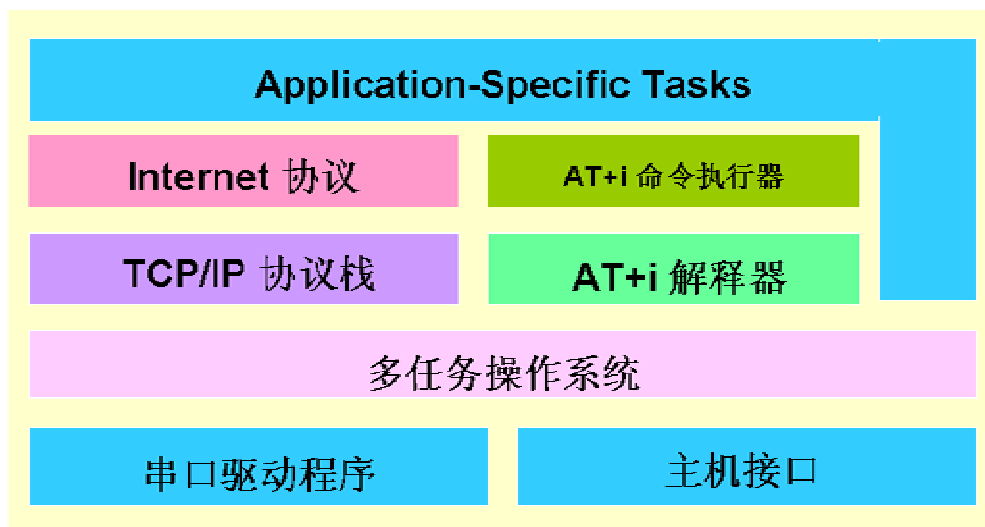 Application-Specific Tasks
Internet 协议
AT+i 命令执行器
TCP/IP 协议栈
AT+i 解释器
多任务操作系统
串口驱动程序
主机接口